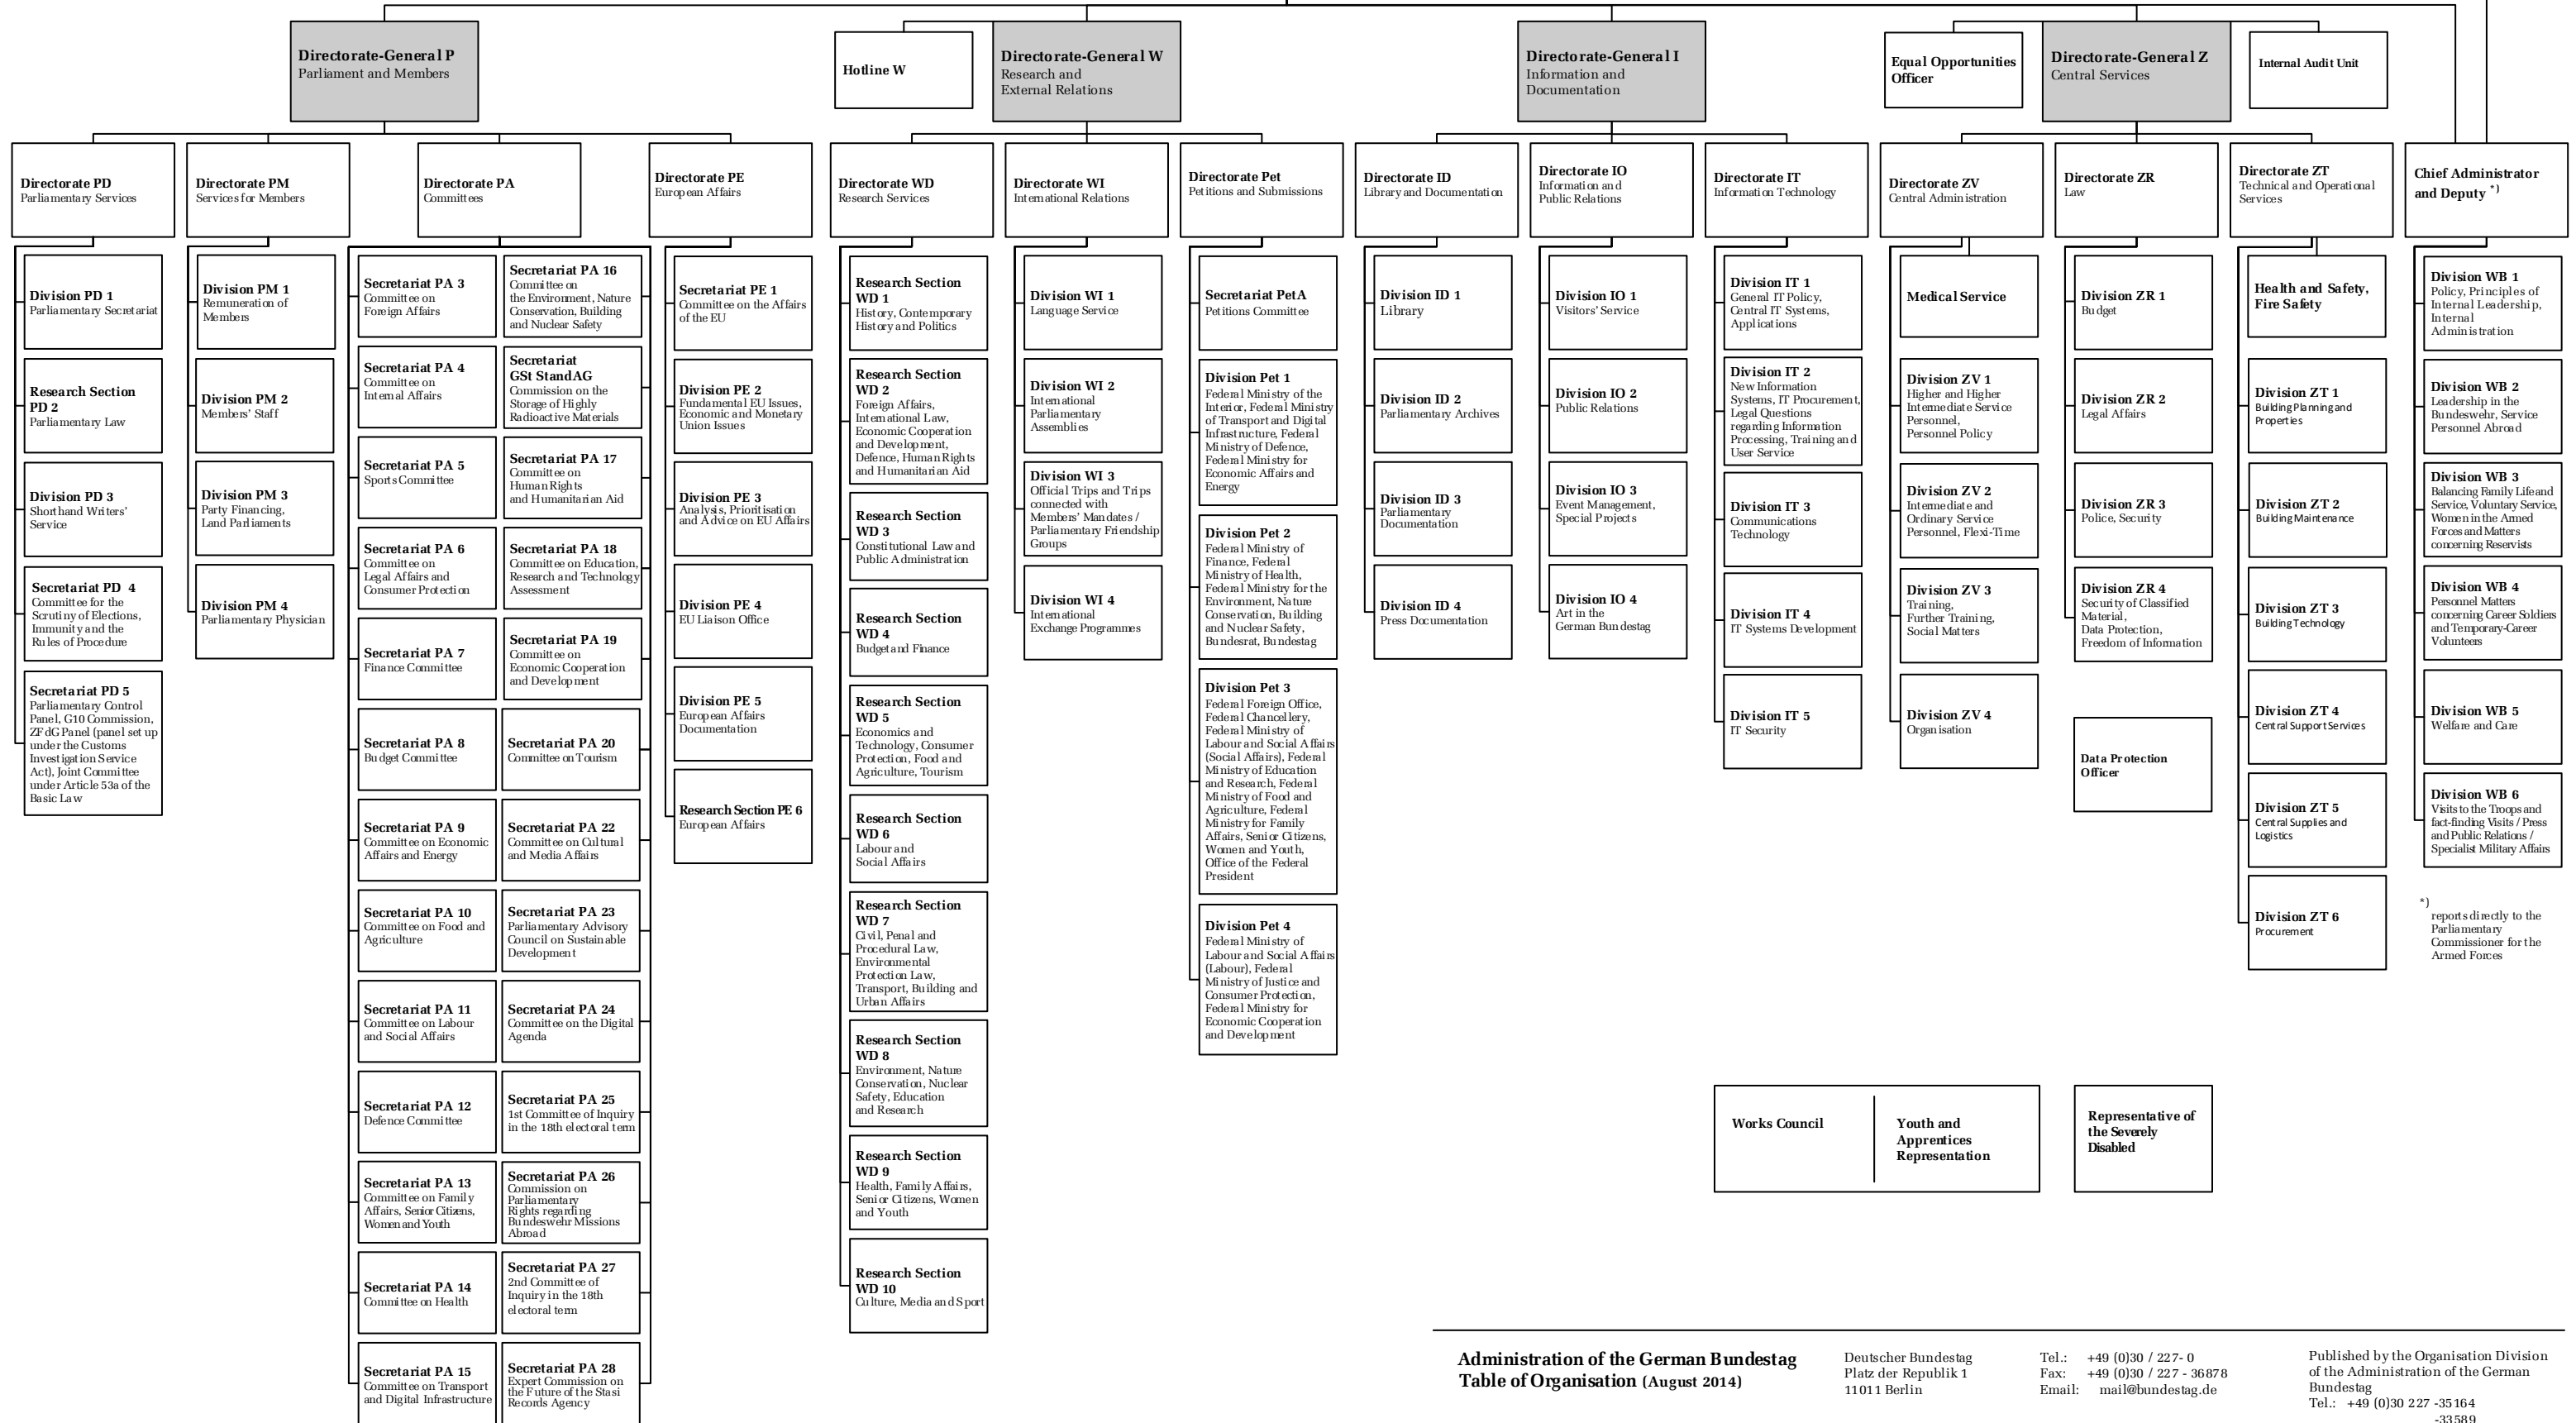 Directorate-General P
Parliament and Members
Hotline W
Directorate-General W
Research and
External Relations
Directorate-General I
Information and
Documentation
Equal Opportunities
Officer
Directorate-General Z
Central Services
Internal Audit Unit
Directorate PD
Parliamentary Services
Directorate PM
Services for Members
Directorate PA
Committees
Directorate PE
European Affairs
Directorate WD
Research Services
Directorate WI
International Relations
Directorate Pet
Petitions and Submissions
Directorate ID
Library and Documentation
Directorate IO
Information and
Public Relations
Directorate IT
Information Technology
Directorate ZV
Central Administration
Directorate ZR
Law
Directorate ZT
Technical and Operational
Services
Chief Administrator
and Deputy *)
Division PD 1
Parliamentary Secretariat
Research Section
PD 2
Parliamentary Law
Division PD 3
Shorthand Writers'
Service
Secretariat PD 4
Committee for the
Scrutiny of Elections,
Immunity and the
Rules of Procedure
Secretariat PD 5
Parliamentary Control
Panel, G10 Commission,
ZFdG Panel (panel set up
under the Customs
Investigation Service
Act), Joint Committee
under Article 53a of the
Basic Law
Division PM 1
Remuneration of
Members
Division PM 2
Members' Staff
Division PM 3
Party Financing,
Land Parliaments
Division PM 4
Parliamentary Physician
Secretariat PA 3
Committee on
Foreign Affairs
Secretariat PA 4
Committee on
Internal Affairs
Secretariat PA 5
Sports Committee
Secretariat PA 6
Committee on
Legal Affairs and
Consumer Protection
Secretariat PA 7
Finance Committee
Secretariat PA 8
Budget Committee
Secretariat PA 9
Committee on Economic
Affairs and Energy
Secretariat PA 10
Committee on Food and
Agriculture
Secretariat PA 11
Committee on Labour
and Social Affairs
Secretariat PA 12
Defence Committee
Secretariat PA 13
Committee on Family
Affairs, Senior Citizens,
Women and Youth
Secretariat PA 14
Committee on Health
Secretariat PA 15
Committee on Transport
and Digital Infrastructure
Secretariat PA 16
Committee on
the Environment, Nature
Conservation, Building
and Nuclear Safety
Secretariat
GSt StandAG
Commission on the
Storage of Highly
Radioactive Materials
Secretariat PA 17
Committee on
Human Rights
and Humanitarian Aid
Secretariat PA 18
Committee on Education,
Research and Technology
Assessment
Secretariat PA 19
Committee on
Economic Cooperation
and Development
Secretariat PA 20
Committee on Tourism
Secretariat PA 22
Committee on Cultural
and Media Affairs
Secretariat PA 23
Parliamentary Advisory
Council on Sustainable
Development
Secretariat PA 24
Committee on the Digital
Agenda
Secretariat PA 25
1st Committee of Inquiry
in the 18th electoral term
Secretariat PA 26
Commission on
Parliamentary
Rights regarding
Bundeswehr Missions
Abroad
Secretariat PA 27
2nd Committee of
Inquiry in the 18th
electoral term
Secretariat PA 28
Expert Commission on
the Future of the Stasi
Records Agency
Secretariat PE 1
Committee on the Affairs
of the EU
Division PE 2
Fundamental EU Issues,
Economic and Monetary
Union Issues
Division PE 3
Analysis, Prioritisation
and Advice on EU Affairs
Division PE 4
EU Liaison Office
Division PE 5
European Affairs
Documentation
Research Section PE 6
European Affairs
Research Section
WD 1
History, Contemporary
History and Politics
Research Section
WD 2
Foreign Affairs,
International Law,
Economic Cooperation
and Development,
Defence, Human Rights
and Humanitarian Aid
Research Section
WD 3
Constitutional Law and
Public Administration
Research Section
WD 4
Budget and Finance
Research Section
WD 5
Economics and
Technology, Consumer
Protection, Food and
Agriculture, Tourism
Research Section
WD 6
Labour and
Social Affairs
Research Section
WD 7
Civil, Penal and
Procedural Law,
Environmental
Protection Law,
Transport, Building and
Urban Affairs
Research Section
WD 8
Environment, Nature
Conservation, Nuclear
Safety, Education
and Research
Research Section
WD 9
Health, Family Affairs,
Senior Citizens, Women
and Youth
Research Section
WD 10
Culture, Media and Sport
Division WI 1
Language Service
Division WI 2
International
Parliamentary
Assemblies
Division WI 3
Official Trips and Trips
connected with
Members' Mandates /
Parliamentary Friendship
Groups
Division WI 4
International
Exchange Programmes
Secretariat PetA
Petitions Committee
Division Pet 1
Federal Ministry of the
Interior, Federal Ministry
of Transport and Digital
Infrastructure, Federal
Ministry of Defence,
Federal Ministry for
Economic Affairs and
Energy
Division Pet 2
Federal Ministry of
Finance, Federal
Ministry of Health,
Federal Ministry for the
Environment, Nature
Conservation, Building
and Nuclear Safety,
Bundesrat, Bundestag
Division Pet 3
Federal Foreign Office,
Federal Chancellery,
Federal Ministry of
Labour and Social Affairs
(Social Affairs), Federal
Ministry of Education
and Research, Federal
Ministry of Food and
Agriculture, Federal
Ministry for Family
Affairs, Senior Citizens,
Women and Youth,
Office of the Federal
President
Division Pet 4
Federal Ministry of
Labour and Social Affairs
(Labour), Federal
Ministry of Justice and
Consumer Protection,
Federal Ministry for
Economic Cooperation
and Development
Division ID 1
Library
Division ID 2
Parliamentary Archives
Division ID 3
Parliamentary
Documentation
Division ID 4
Press Documentation
Division IO 1
Visitors' Service
Division IO 2
Public Relations
Division IO 3
Event Management,
Special Projects
Division IO 4
Art in the
German Bundestag
Division IT 1
General IT Policy,
Central IT Systems,
Applications
Division IT 2
New Information
Systems, IT Procurement,
Legal Questions
regarding Information
Processing, Training and
User Service
Division IT 3
Communications
Technology
Division IT 4
IT Systems Development
Division IT 5
IT Security
Medical Service
Division ZV 1
Higher and Higher
Intermediate Service
Personnel,
Personnel Policy
Division ZV 2
Intermediate and
Ordinary Service
Personnel, Flexi-Time
Division ZV 3
Training,
Further Training,
Social Matters
Division ZV 4
Organisation
Division ZR 1
Budget
Division ZR 2
Legal Affairs
Division ZR 3
Police, Security
Division ZR 4
Security of Classified
Material,
Data Protection,
Freedom of Information
Data Protection
Officer
Health and Safety,
Fire Safety
Division ZT 1
Building Planning and
Properties
Division ZT 2
Building Maintenance
Division ZT 3
Building Technology
Division ZT 4
Central Support Services
Division ZT 5
Central Supplies and
Logistics
Division ZT 6
Procurement
Division WB 1
Policy, Principles of
Internal Leadership,
Internal
Administration
Division WB 2
Leadership in the
Bundeswehr, Service
Personnel Abroad
Division WB 3
Balancing Family Life and
Service, Voluntary Service,
Women in the Armed
Forces and Matters
concerning Reservists
Division WB 4
Personnel Matters
concerning Career Soldiers
and Temporary-Career
Volunteers
Division WB 5
Welfare and Care
Division WB 6
Visits to the Troops and
fact-finding Visits / Press
and Public Relations /
Specialist Military Affairs
*)
reports directly to the
Parliamentary
Commissioner for the
Armed Forces
Works Council
Youth and
Apprentices
Representation
Representative of
the Severely
Disabled
Administration of the German Bundestag
Table of Organisation (August 2014)
Deutscher Bundestag
Platz der Republik 1
11011 Berlin
Tel.: +49 (0)30 / 227- 0
Fax: +49 (0)30 / 227 - 36878
Email: mail@bundestag.de
Published by the Organisation Division
of the Administration of the German
Bundestag
Tel.: +49 (0)30 227 -35164
-33589